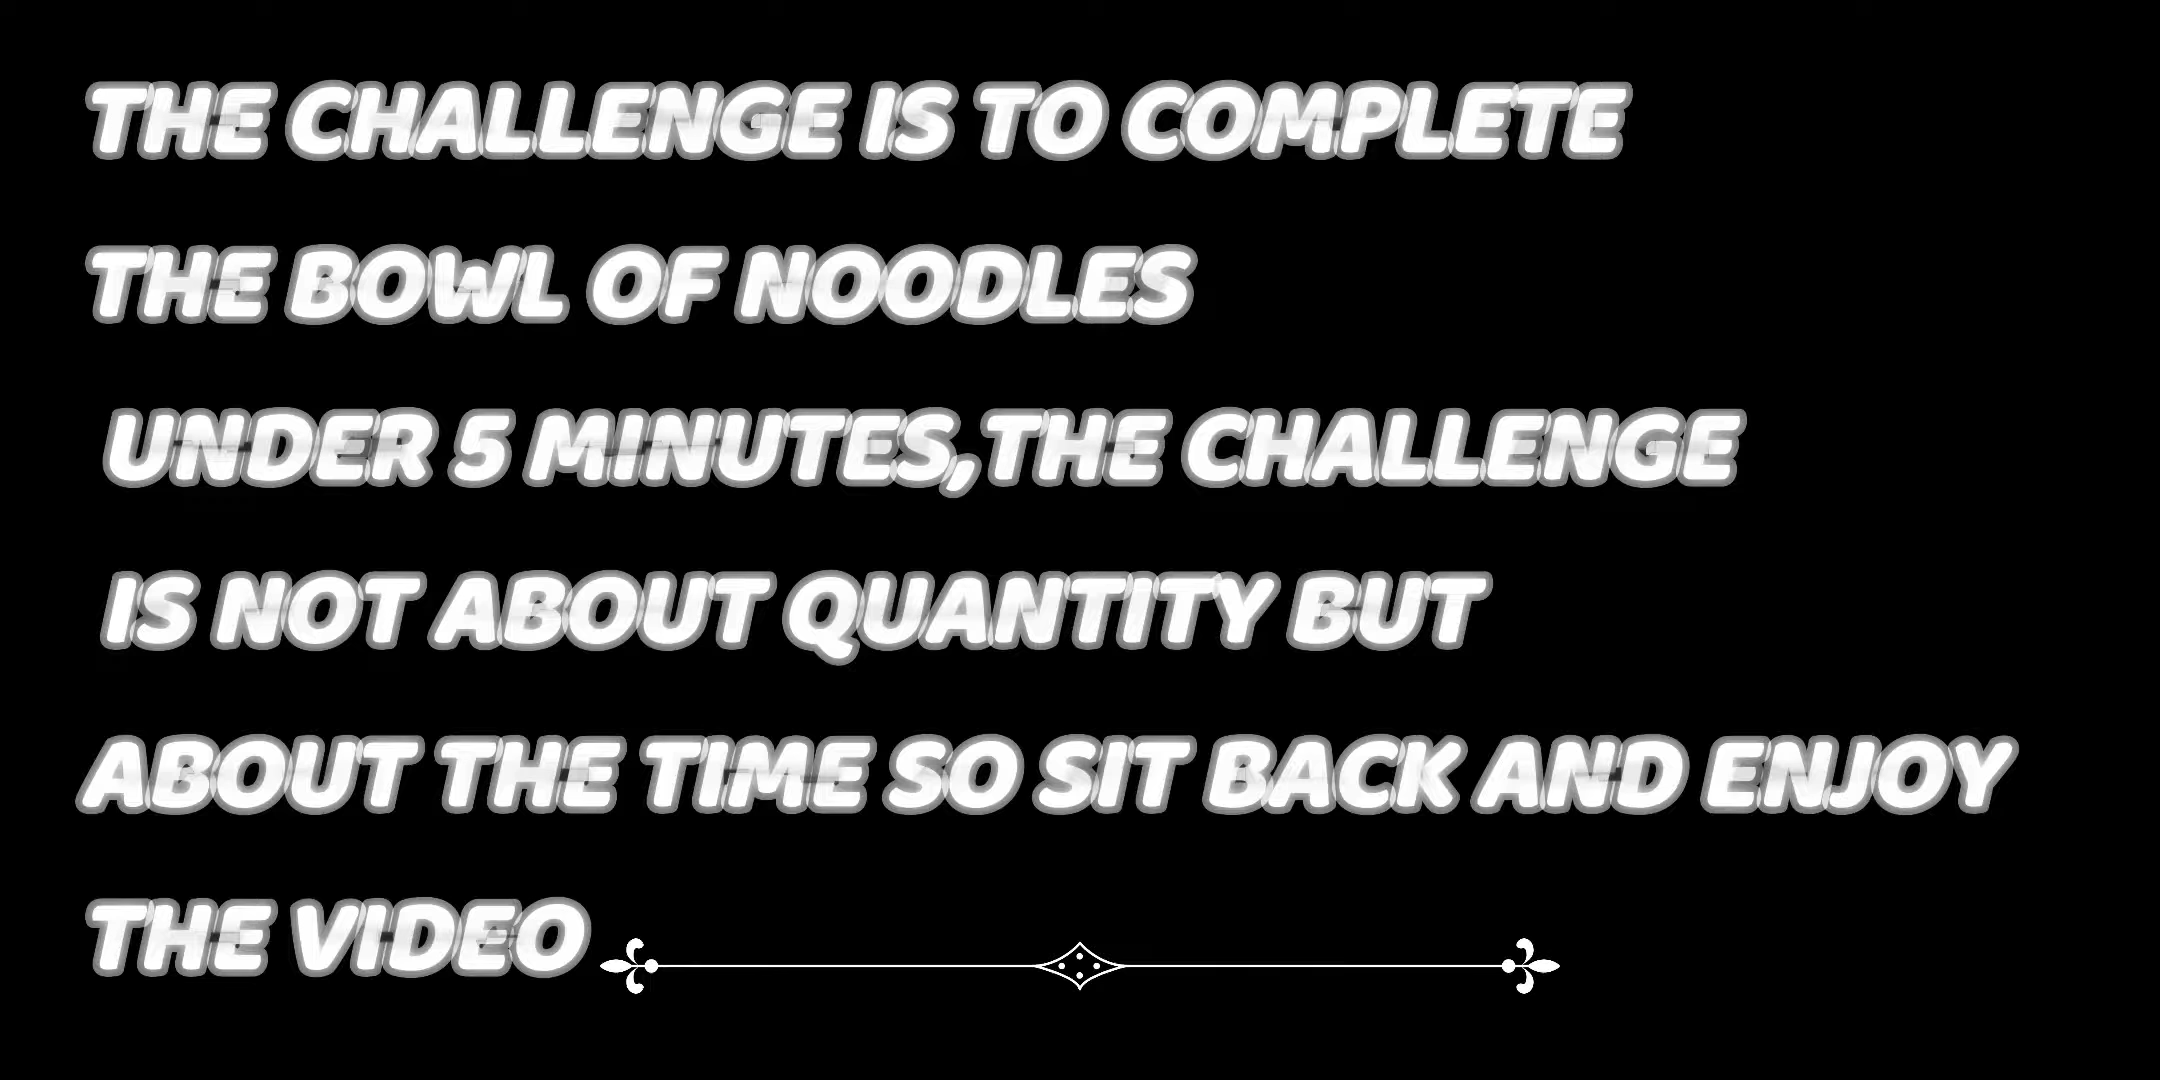 THE CHALLENGE IS TO COMPLETE
THE BOWL OF NOODLES
UNDER 5 MINUTES,THE CHALLENGE
IS NOT ABOUT QUANTITY BUT
ABOUT THE TIME SO SIT BACK AND ENJOY
THE VIDEO